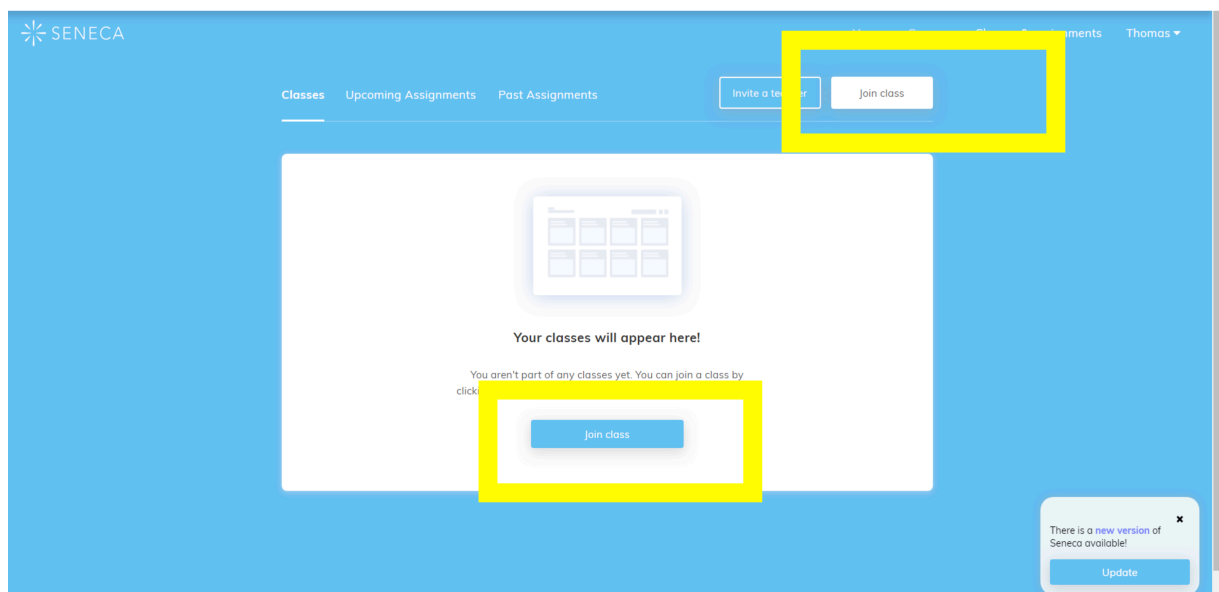 SENECA
Thomas
Classes Upcoming Assignments Past Assignments
Invite a Join class
Your classes will appear here!
You aren't part of any classes yet. You can join a class by
Join class
There is a new version of
Seneca available!
Update